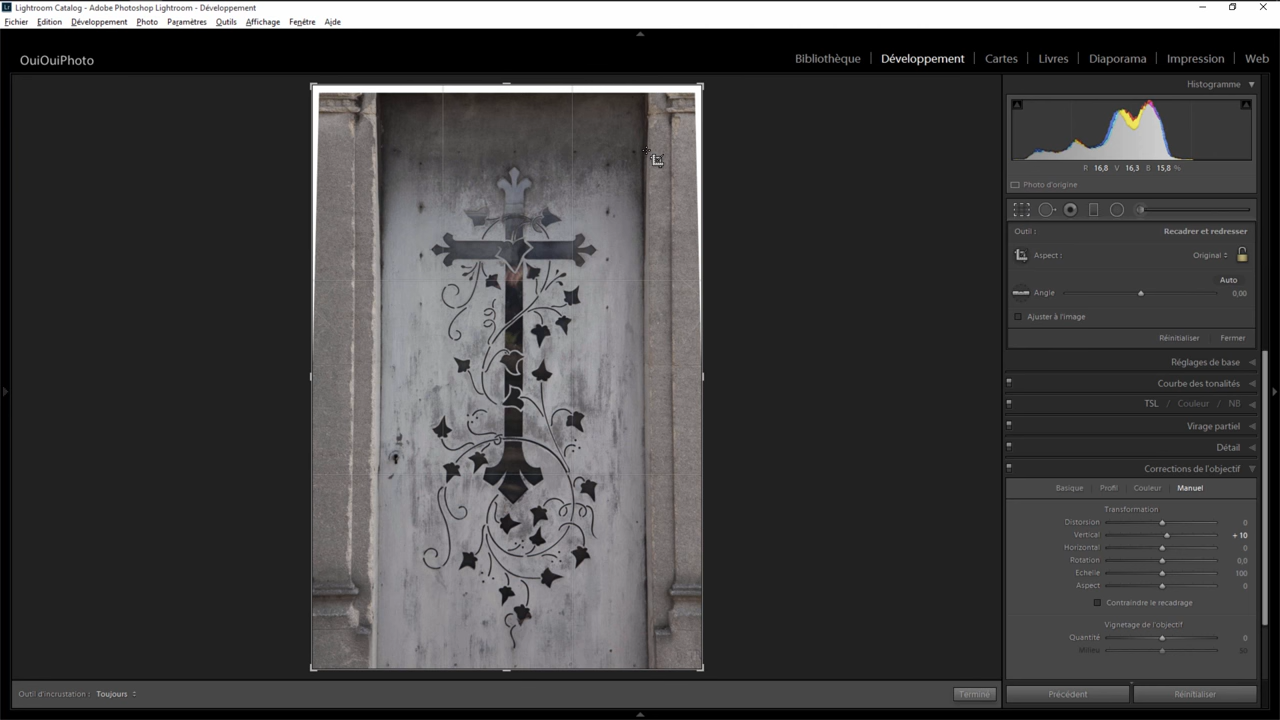 Lightroom Catalog - Adobe Photoshop Lightroom - Développement
Fichier Edition Développement Photo Paramètres Outils Affichage Fenêtre Aide
OuiOuiPhoto
Bibliothèque | Développement | Cartes | Livres | Diaporama | Impression | Web
Histogramme
R 16,8 V 16,3 B 15,8 %
Photo d'origine
Outil : Recadrer et redresser
Aspect : Original
Auto
Angle 0,00
Ajuster à l'image
Réinitialiser Fermer
Réglages de base
Courbe des tonalités
TSL / Couleur / NB
Virage partiel
Détail
Corrections de l'objectif
Basique Profil Couleur Manuel
Transformation
Distorsion 0
Vertical + 10
Horizontal 0
Rotation 0,0
Echelle 100
Aspect 0
Contraindre le recadrage
Vignetage de l'objectif
Quantité 0
Milieu 50
Outil d'incrustation : Toujours
Terminé
Précédent Réinitialiser